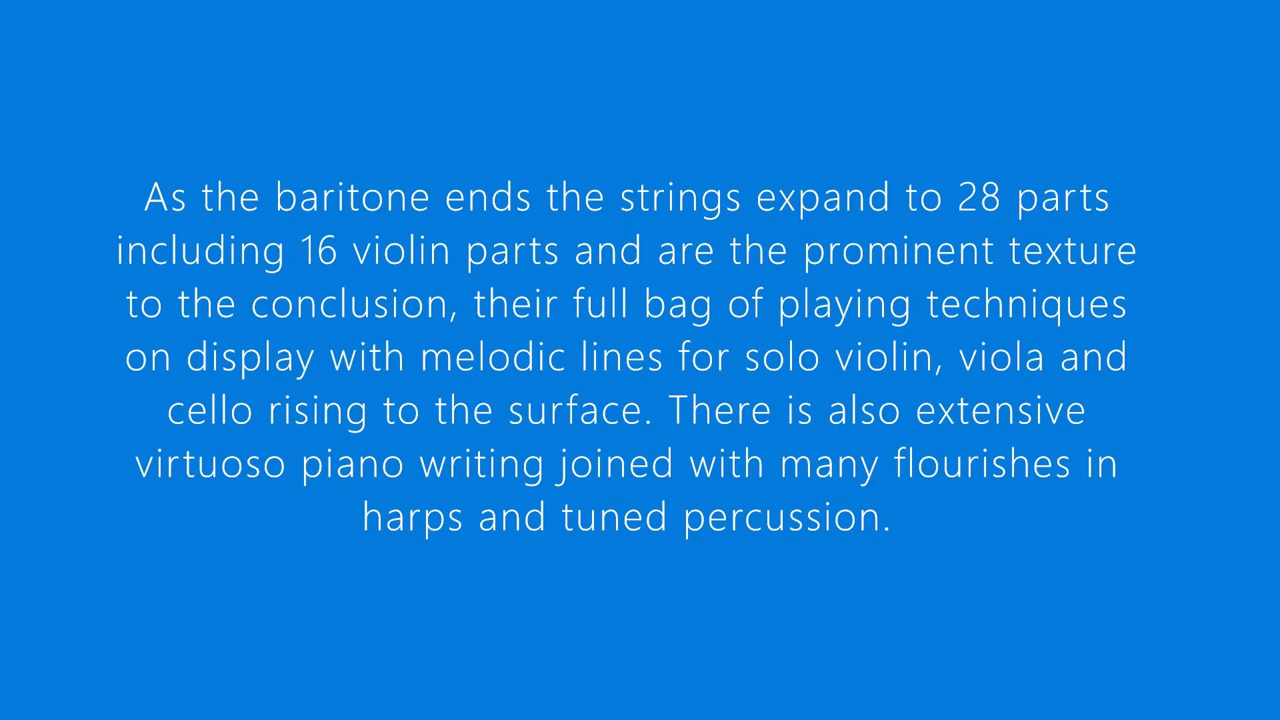 As the baritone ends the strings expand to 28 parts
including 16 violin parts and are the prominent texture
to the conclusion, their full bag of playing techniques
on display with melodic lines for solo violin, viola and
cello rising to the surface. There is also extensive
virtuoso piano writing joined with many flourishes in
harps and tuned percussion.